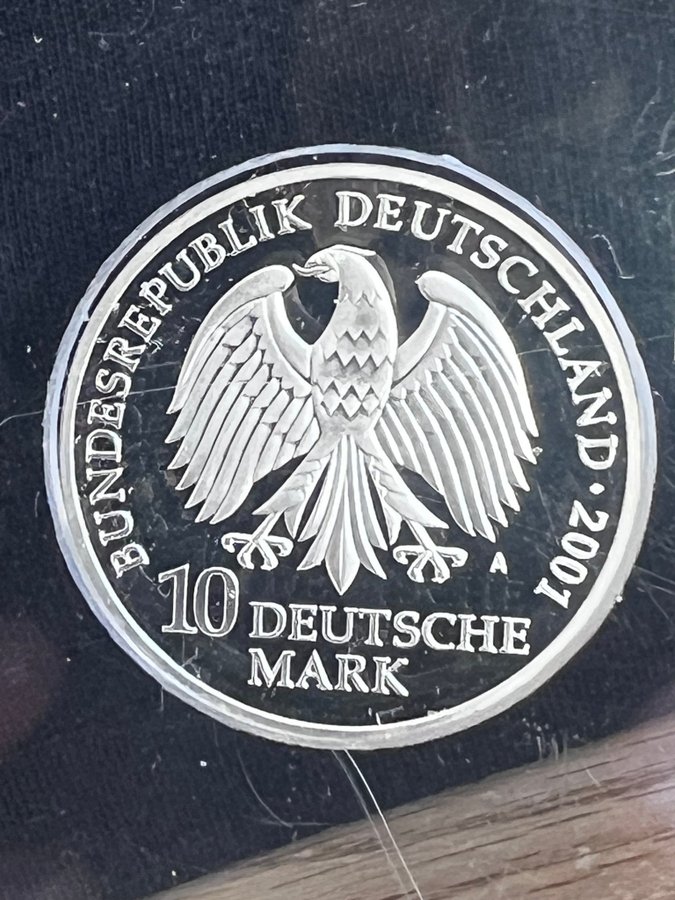 BUNDESREPUBLIK DEUTSCHLAND · 2001
A
10 DEUTSCHE
MARK